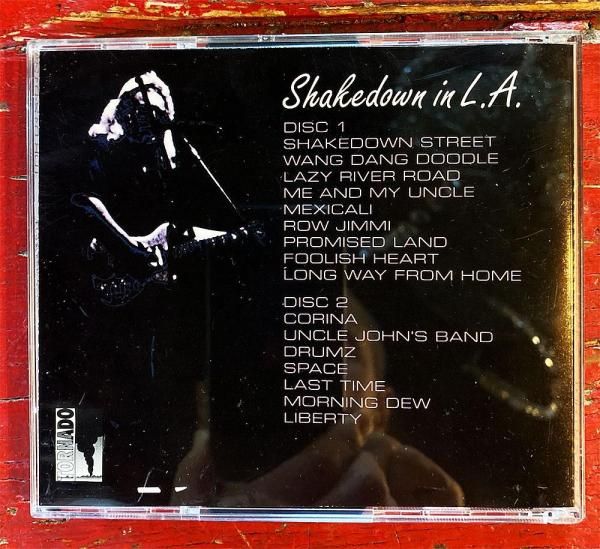 Shakedown in L.A.
DISC 1
SHAKEDOWN STREET
WANG DANG DOODLE
LAZY RIVER ROAD
ME AND MY UNCLE
MEXICALI
ROW JIMMI
PROMISED LAND
FOOLISH HEART
LONG WAY FROM HOME
DISC 2
CORINA
UNCLE JOHN'S BAND
DRUMZ
SPACE
LAST TIME
MORNING DEW
LIBERTY
TORNADO